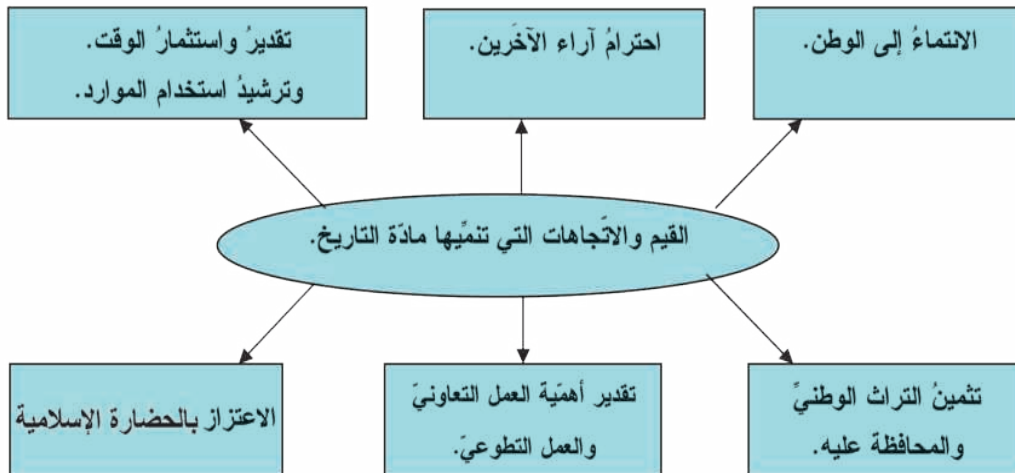 الانتماءُ إلى الوطن.
احترامُ آراء الآخَرين.
تقديرُ واستثمارُ الوقت.
وترشيدُ استخدام الموارد.
القيم والاتّجاهات التي تنمِّيها مادّة التاريخ.
تثمينُ التراث الوطنيِّ
والمحافظة عليه.
تقدير أهمّية العمل التعاونيّ
والعمل التطوعيّ.
الاعتزاز بالحضارة الإسلامية